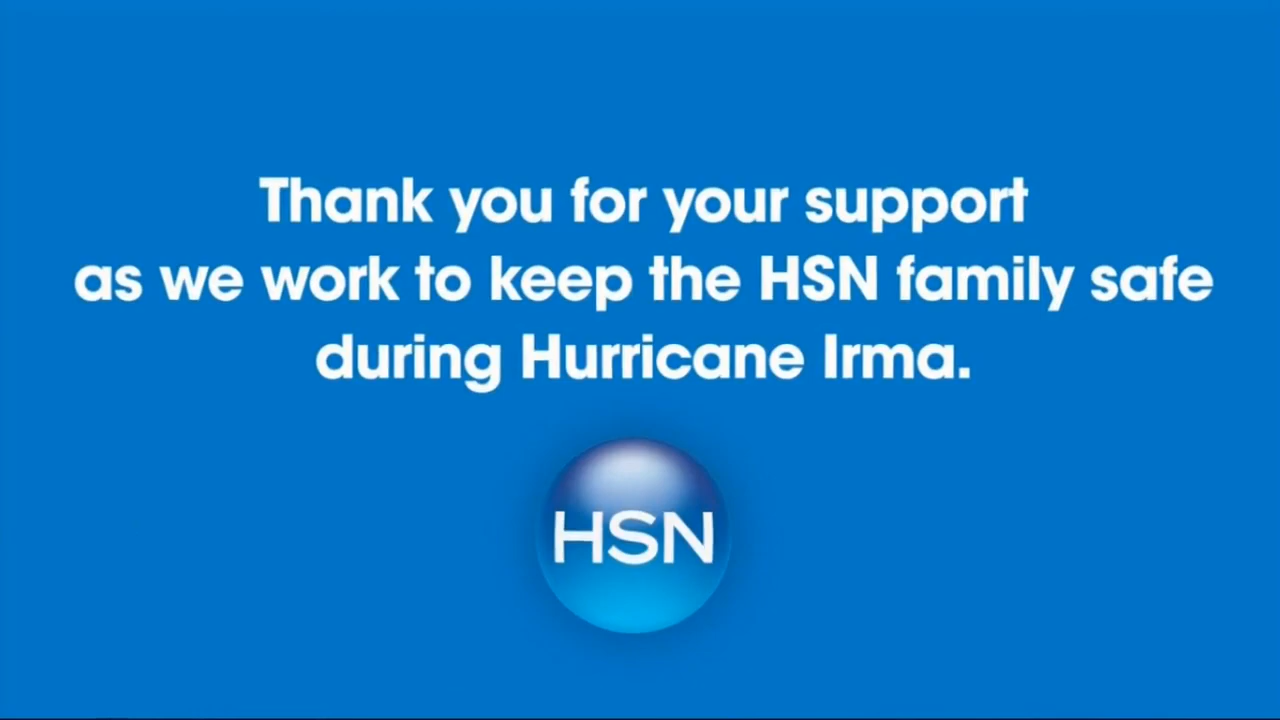 Thank you for your support
as we work to keep the HSN family safe
during Hurricane Irma.
HSN